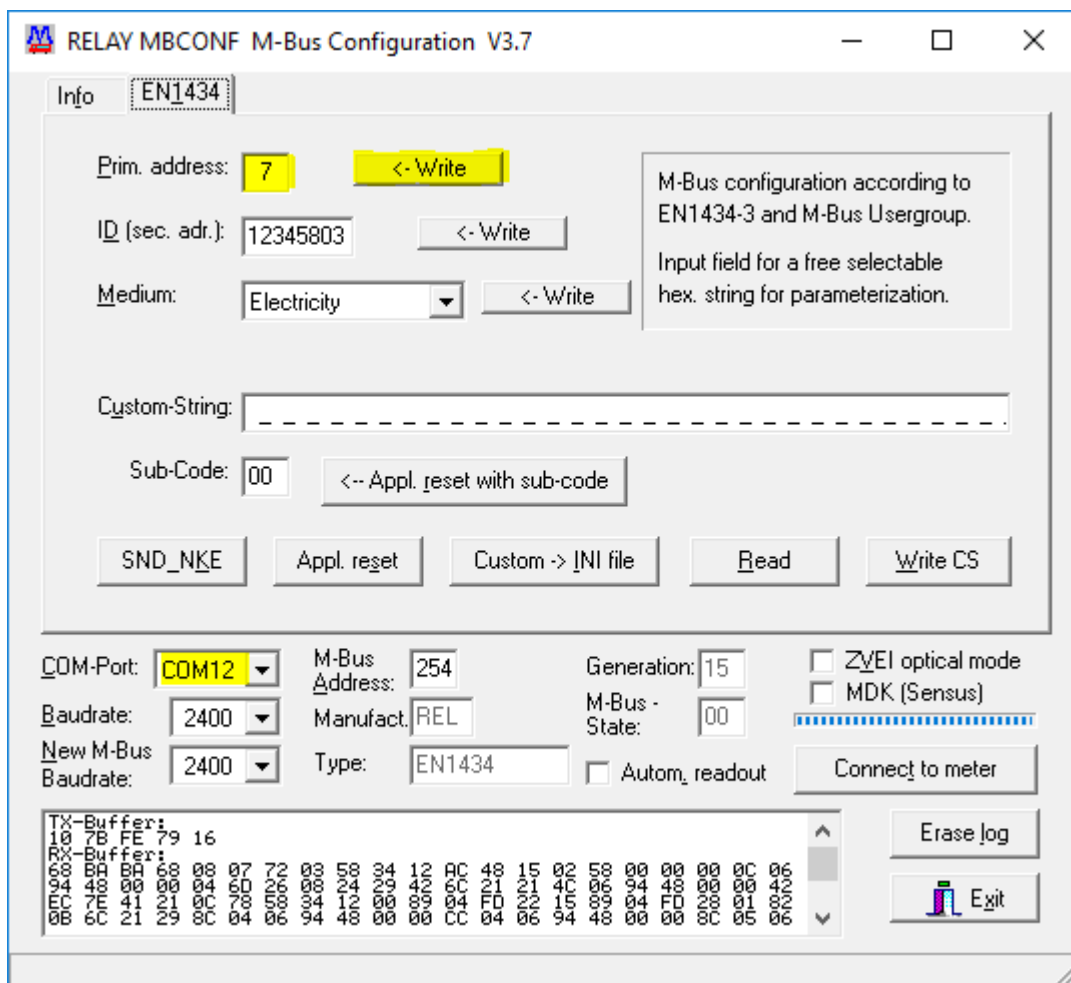 RELAY MBCONF M-Bus Configuration V3.7
Info
EN1434
Prim. address: 7 <- Write
ID (sec. adr.): 12345803 <- Write
Medium: Electricity <- Write
M-Bus configuration according to
EN1434-3 and M-Bus Usergroup.
Input field for a free selectable
hex. string for parameterization.
Custom-String: _ _ _ _ _ _ _ _ _ _ _ _ _ _ _ _ _ _ _ _ _ _ _ _ _ _ _ _ _ _ _ _
Sub-Code: 00 <-- Appl. reset with sub-code
SND_NKE Appl. reset Custom -> INI file Read Write CS
COM-Port: COM12
Baudrate: 2400
New M-Bus
Baudrate: 2400
M-Bus
Address: 254
Manufact. REL
Type: EN1434
Generation: 15
M-Bus -
State: 00
Autom. readout
ZVEI optical mode
MDK (Sensus)
Connect to meter
TX-Buffer:
10 7B FE 79 16
RX-Buffer:
68 BA BA 68 08 07 72 03 58 34 12 AC 48 15 02 58 00 00 00 0C 06
94 48 00 00 04 6D 26 08 24 29 42 6C 21 21 4C 06 94 48 00 00 42
EC 7E 41 21 0C 78 58 34 12 00 89 04 FD 22 15 89 04 FD 28 01 82
0B 6C 21 29 8C 04 06 94 48 00 00 CC 04 06 94 48 00 00 8C 05 06
Erase log
Exit